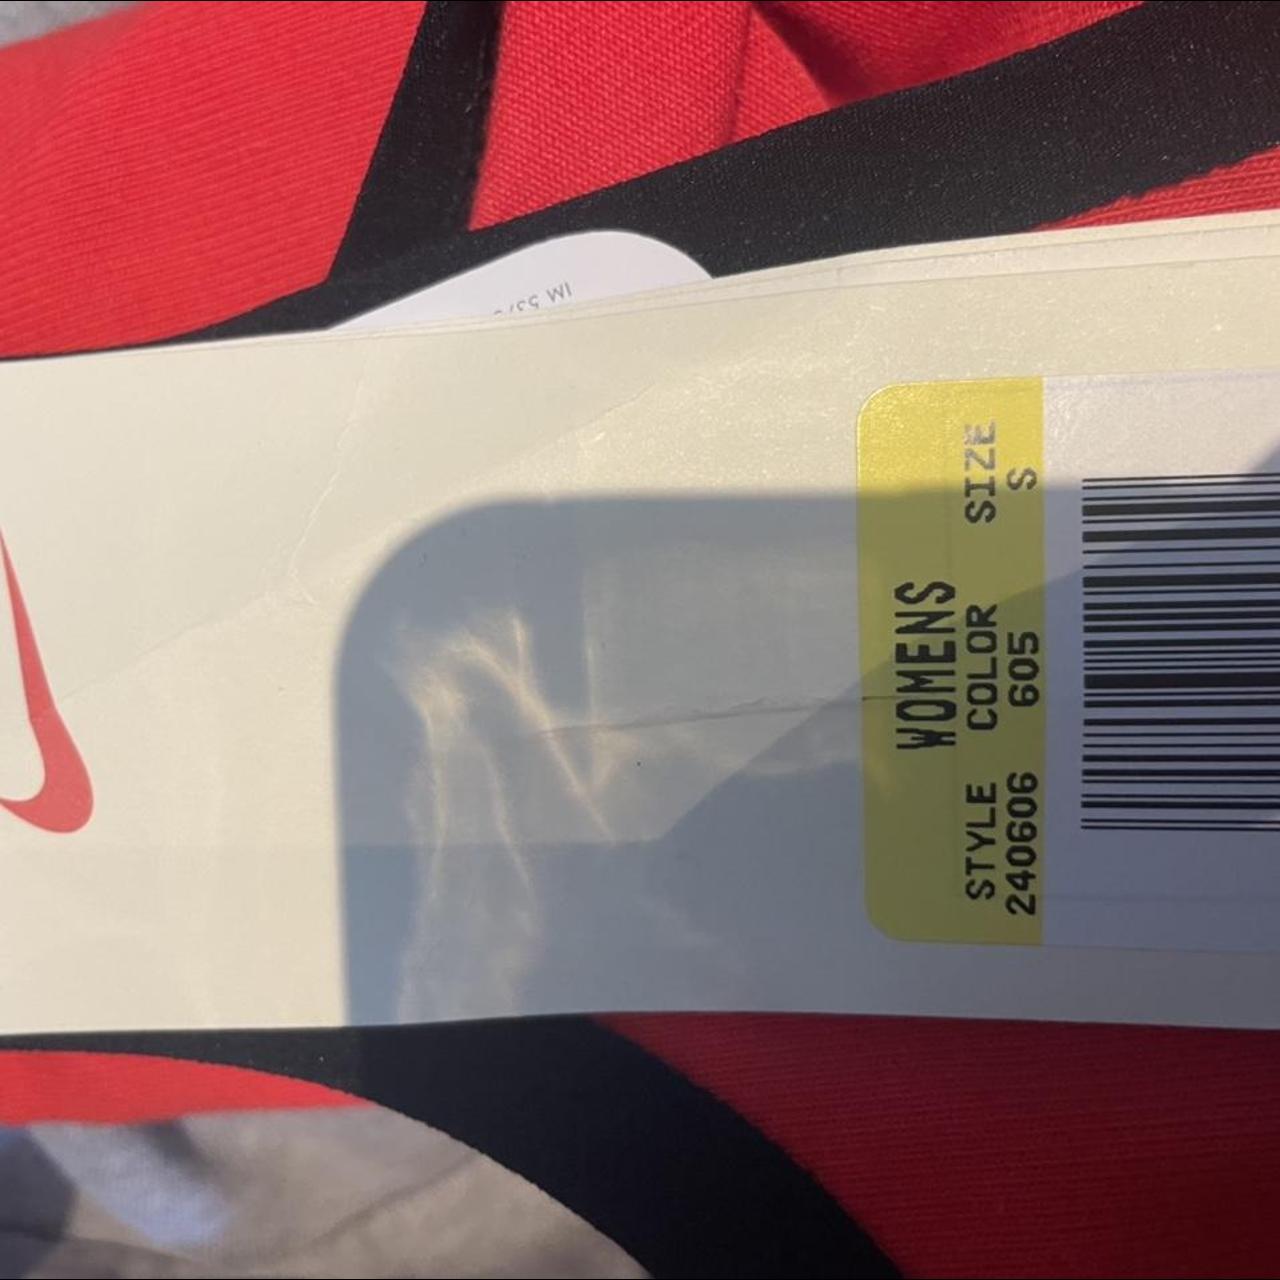 WOMENS
STYLE COLOR SIZE
240606 605 S